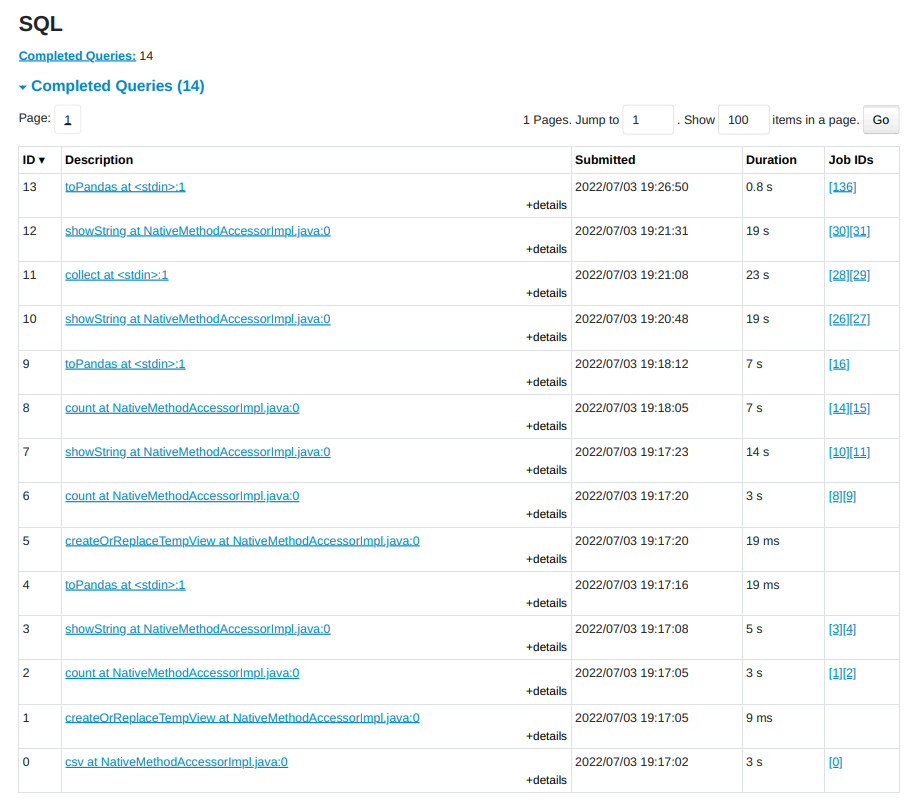 SQL
Completed Queries: 14
Completed Queries (14)
Page: 1 1 Pages. Jump to 1 . Show 100 items in a page. Go
ID ▾ Description Submitted Duration Job IDs
13 toPandas at <stdin>:1 2022/07/03 19:26:50 0.8 s [136]
+details
12 showString at NativeMethodAccessorImpl.java:0 2022/07/03 19:21:31 19 s [30][31]
+details
11 collect at <stdin>:1 2022/07/03 19:21:08 23 s [28][29]
+details
10 showString at NativeMethodAccessorImpl.java:0 2022/07/03 19:20:48 19 s [26][27]
+details
9 toPandas at <stdin>:1 2022/07/03 19:18:12 7 s [16]
+details
8 count at NativeMethodAccessorImpl.java:0 2022/07/03 19:18:05 7 s [14][15]
+details
7 showString at NativeMethodAccessorImpl.java:0 2022/07/03 19:17:23 14 s [10][11]
+details
6 count at NativeMethodAccessorImpl.java:0 2022/07/03 19:17:20 3 s [8][9]
+details
5 createOrReplaceTempView at NativeMethodAccessorImpl.java:0 2022/07/03 19:17:20 19 ms
+details
4 toPandas at <stdin>:1 2022/07/03 19:17:16 19 ms
+details
3 showString at NativeMethodAccessorImpl.java:0 2022/07/03 19:17:08 5 s [3][4]
+details
2 count at NativeMethodAccessorImpl.java:0 2022/07/03 19:17:05 3 s [1][2]
+details
1 createOrReplaceTempView at NativeMethodAccessorImpl.java:0 2022/07/03 19:17:05 9 ms
+details
0 csv at NativeMethodAccessorImpl.java:0 2022/07/03 19:17:02 3 s [0]
+details